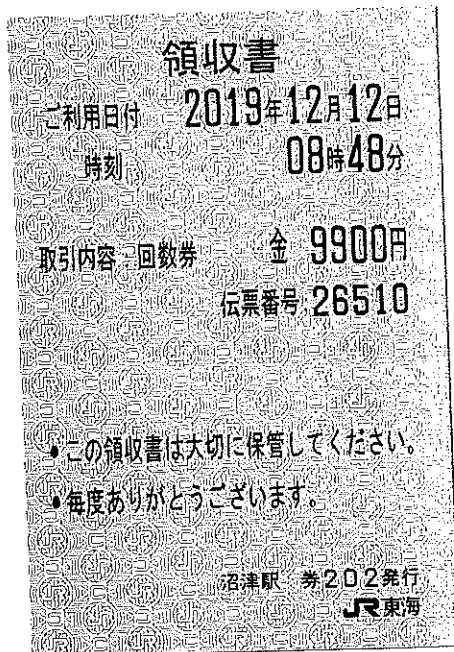 領収書
ご利用日付 2019年12月12日
時刻 08時48分
取引内容:回数券 金 9900円
伝票番号:26510
•この領収書は大切に保管してください。
•毎度ありがとうございます。
沼津駅 券202発行
JR東海